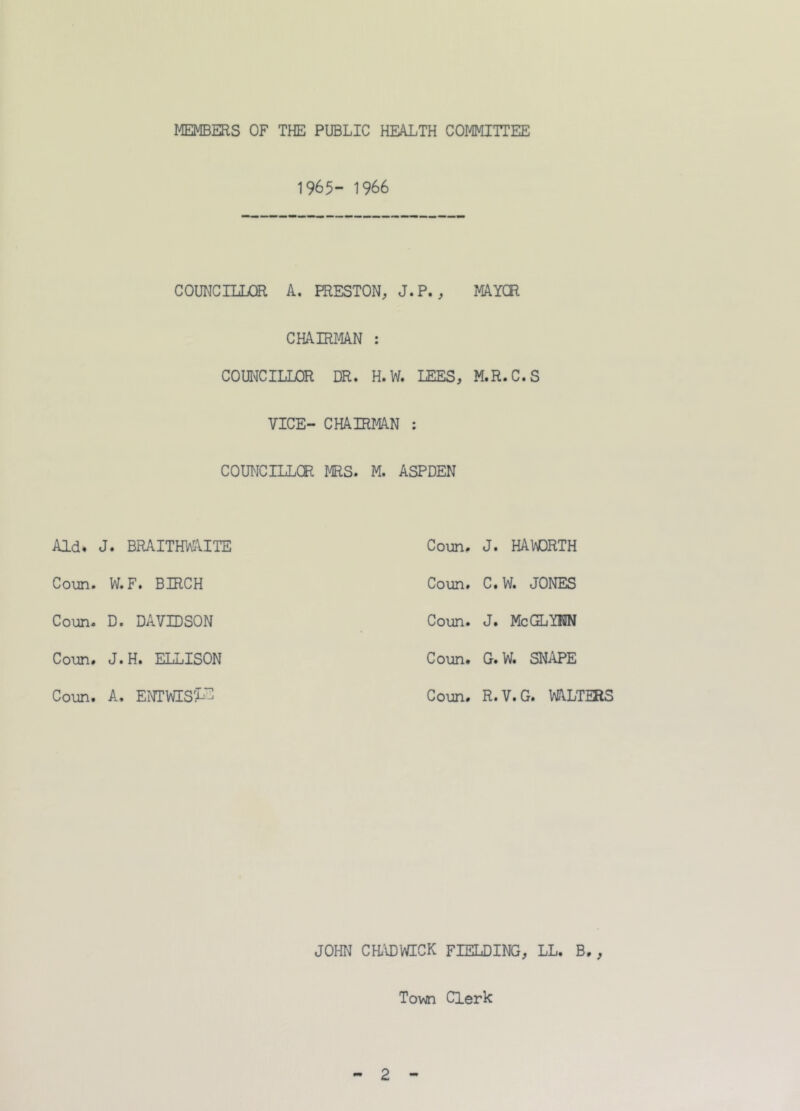 MEMBERS OF THE PUBLIC HEALTH COMMITTEE
1965- 1966
COUNCILLOR A. PRESTON, J.P., MAYOR
CHAIRMAN :
COUNCILLOR DR. H.W. LEES, M.R.C.S
VICE- CHAIRMAN :
COUNCILLOR MRS. M. ASPDEN
Ald. J. BRAITHWAITE
Coun. W.F. BIRCH
Coun. D. DAVIDSON
Coun. J.H. ELLISON
Coun. A. ENTWISLE
Coun. J. HAWORTH
Coun. C.W. JONES
Coun. J. McGLYNN
Coun. G.W. SNAPE
Coun. R.V.G. WALTERS
JOHN CHADWICK FIELDING, LL. B.,
Town Clerk
- 2 -